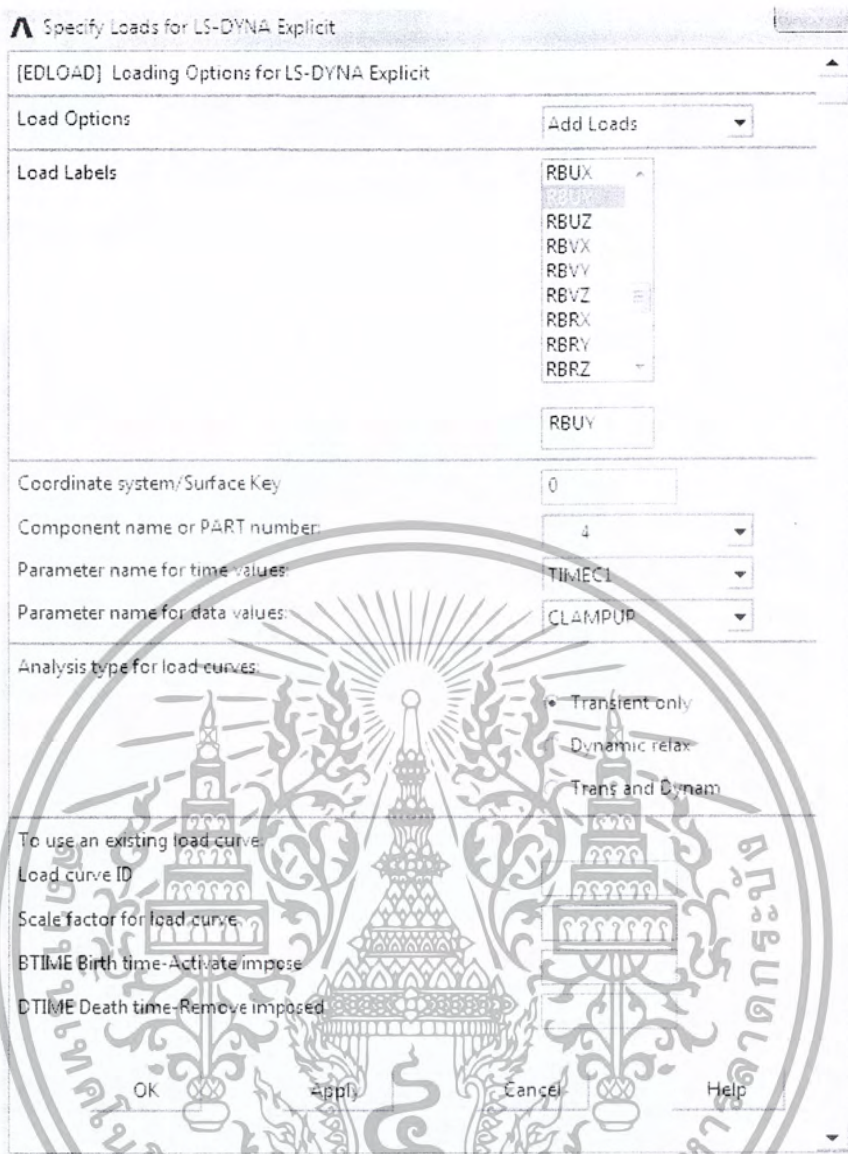 Specify Loads for LS-DYNA Explicit
[EDLOAD] Loading Options for LS-DYNA Explicit
Load Options
Add Loads
Load Labels
RBUX
RBUY
RBUZ
RBVX
RBVY
RBVZ
RBRX
RBRY
RBRZ
RBUY
Coordinate system/Surface Key
0
Component name or PART number:
4
Parameter name for time values:
TIMEC1
Parameter name for data values:
CLAMPUP
Analysis type for load curves:
Transient only
Dynamic relax
Trans and Dynam
To use an existing load curve:
Load curve ID
Scale factor for load curve
BTIME Birth time-Activate impose
DTIME Death time-Remove imposed
OK Apply Cancel Help